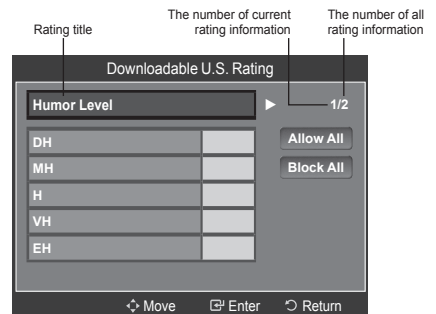 The number of current
rating information
The number of all
rating information
Rating title
Downloadable U.S. Rating
Humor Level
1/2
DH
Allow All
MH
Block All
H
VH
EH
Move Enter Return